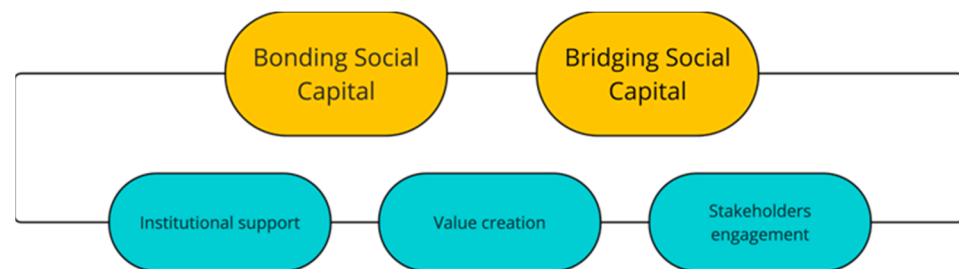 Bonding Social
Capital
Bridging Social
Capital
Institutional support
Value creation
Stakeholders
engagement